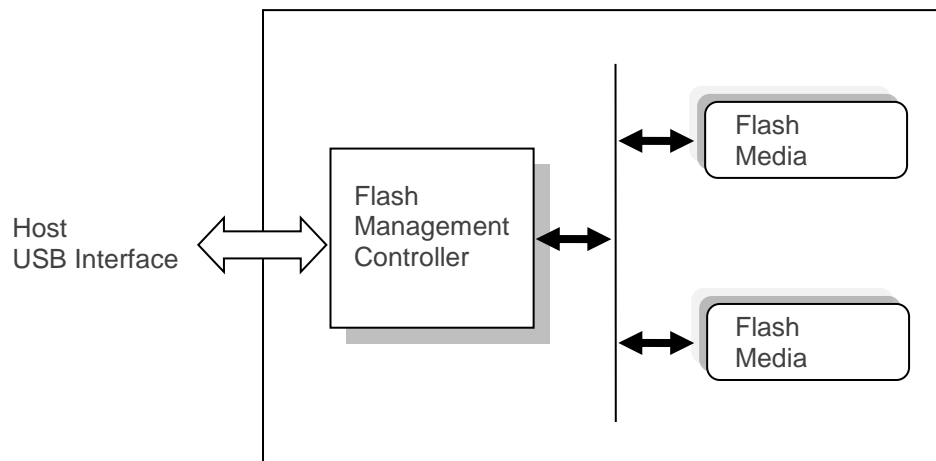 Host
USB Interface
Flash
Management
Controller
Flash
Media
Flash
Media